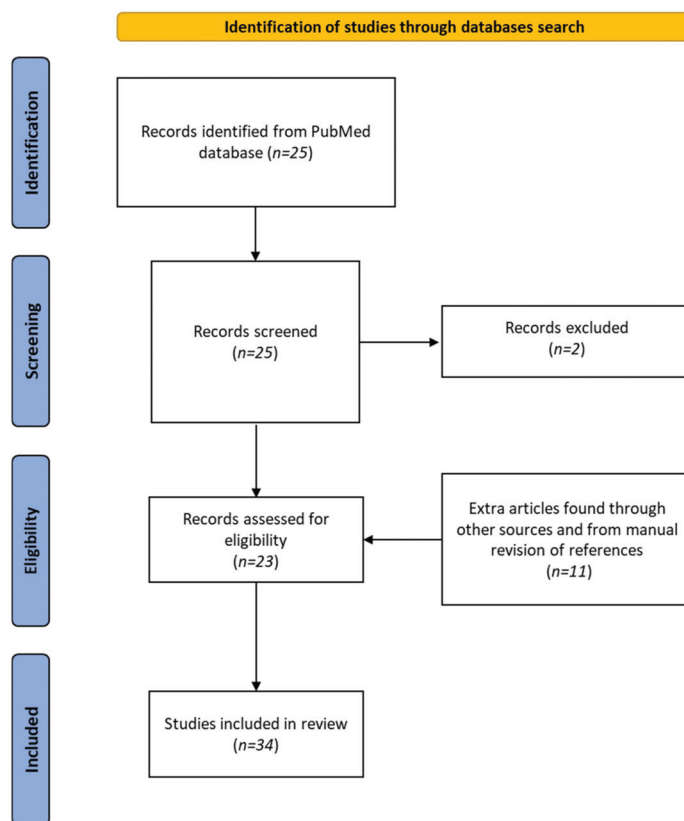 Identification of studies through databases search
Identification
Records identified from PubMed
database (n=25)
Screening
Records screened
(n=25)
Records excluded
(n=2)
Eligibility
Records assessed for
eligibility
(n=23)
Extra articles found through
other sources and from manual
revision of references
(n=11)
Included
Studies included in review
(n=34)